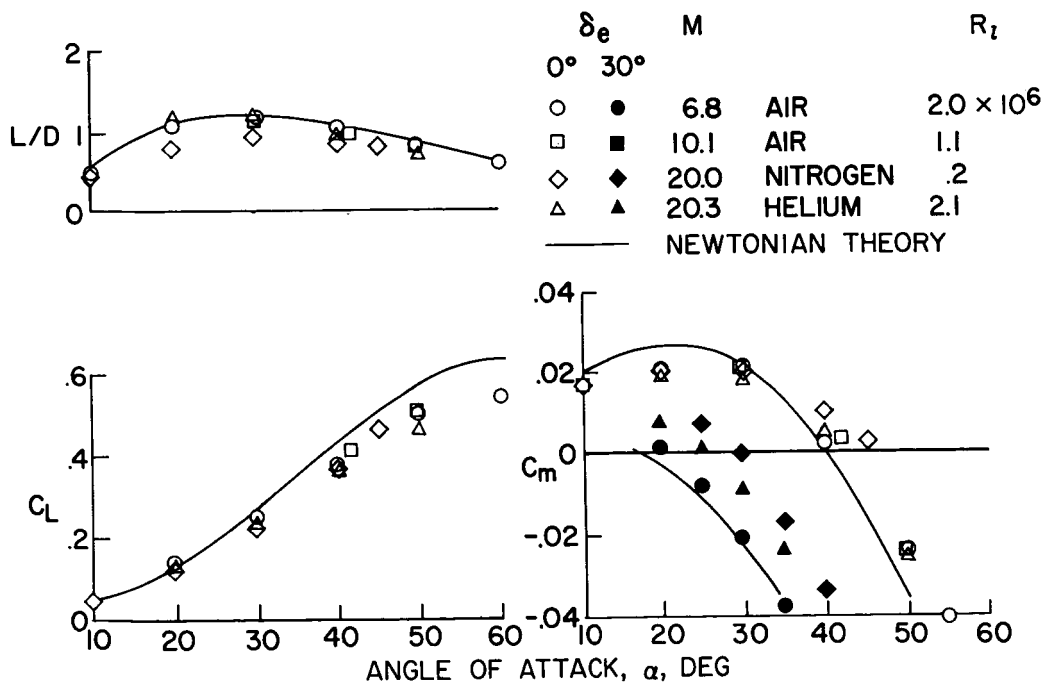 δe M Rι
0° 30°
6.8 AIR 2.0 × 10⁶
10.1 AIR 1.1
20.0 NITROGEN .2
20.3 HELIUM 2.1
NEWTONIAN THEORY
2
L/D 1
0
.6
.4
CL
.2
0
10 20 30 40 50 60
.04
.02
0
Cm
-.02
-.04
10 20 30 40 50 60
ANGLE OF ATTACK, α, DEG